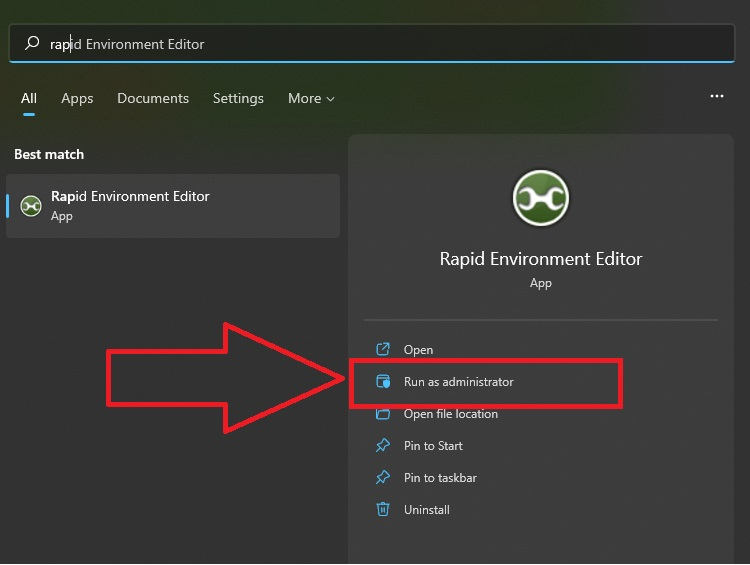 rapid Environment Editor
All Apps Documents Settings More
Best match
Rapid Environment Editor
App
Rapid Environment Editor
App
Open
Run as administrator
Open file location
Pin to Start
Pin to taskbar
Uninstall